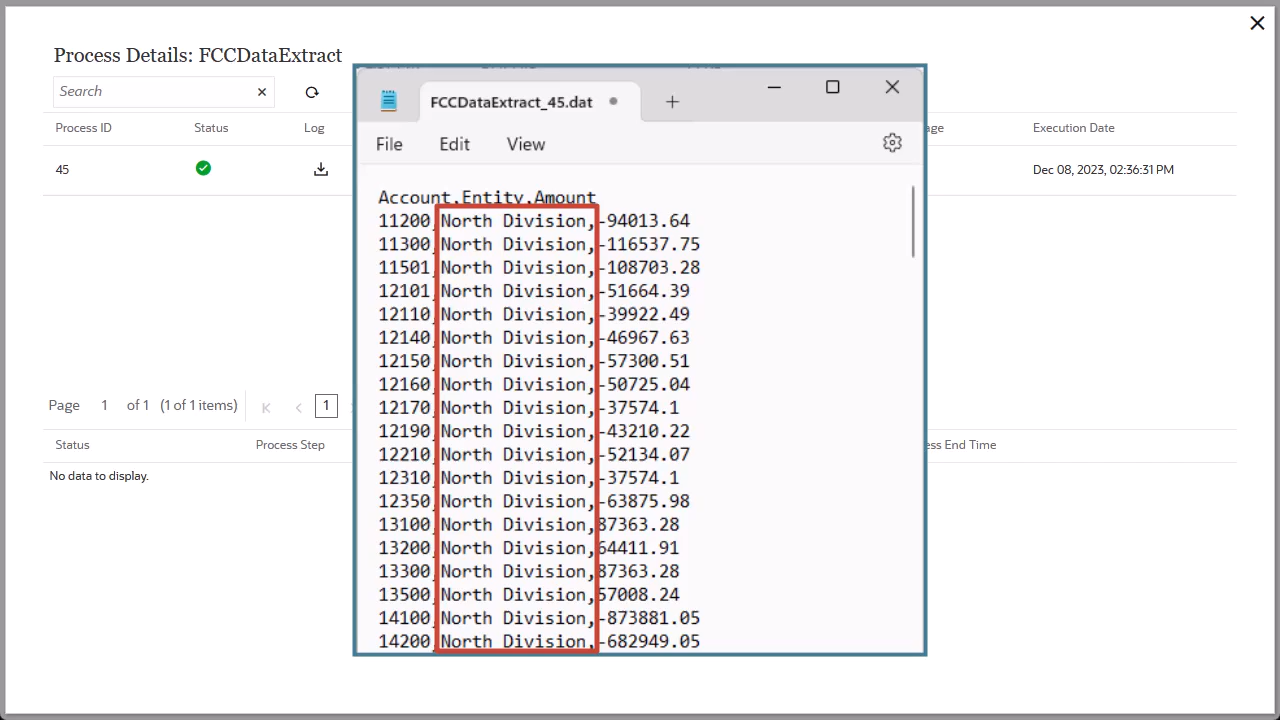 Process Details: FCCDataExtract
Search
Process ID Status Log
Execution Date
45
Dec 08, 2023, 02:36:31 PM
Page 1 of 1 (1 of 1 items) 1
Status Process Step
End Time
No data to display.
FCCDataExtract_45.dat
File Edit View
Account,Entity,Amount
11200,North Division,-94013.64
11300,North Division,-116537.75
11501,North Division,-108703.28
12101,North Division,-51664.39
12110,North Division,-39922.49
12140,North Division,-46967.63
12150,North Division,-57300.51
12160,North Division,-50725.04
12170,North Division,-37574.1
12190,North Division,-43210.22
12210,North Division,-52134.07
12310,North Division,-37574.1
12350,North Division,-63875.98
13100,North Division,87363.28
13200,North Division,64411.91
13300,North Division,87363.28
13500,North Division,57008.24
14100,North Division,-873881.05
14200,North Division,-682949.05